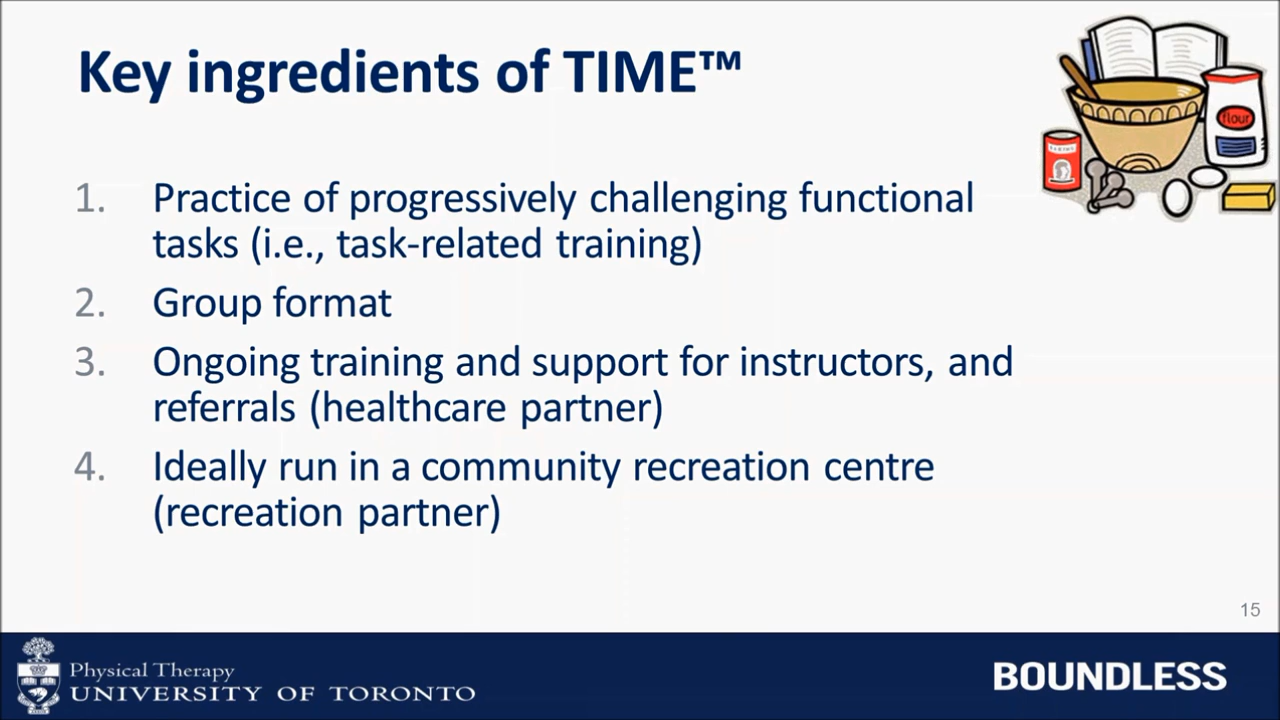 Key ingredients of TIME™
flour
1. Practice of progressively challenging functional
tasks (i.e., task-related training)
2. Group format
3. Ongoing training and support for instructors, and
referrals (healthcare partner)
4. Ideally run in a community recreation centre
(recreation partner)
15
Physical Therapy
UNIVERSITY OF TORONTO
BOUNDLESS